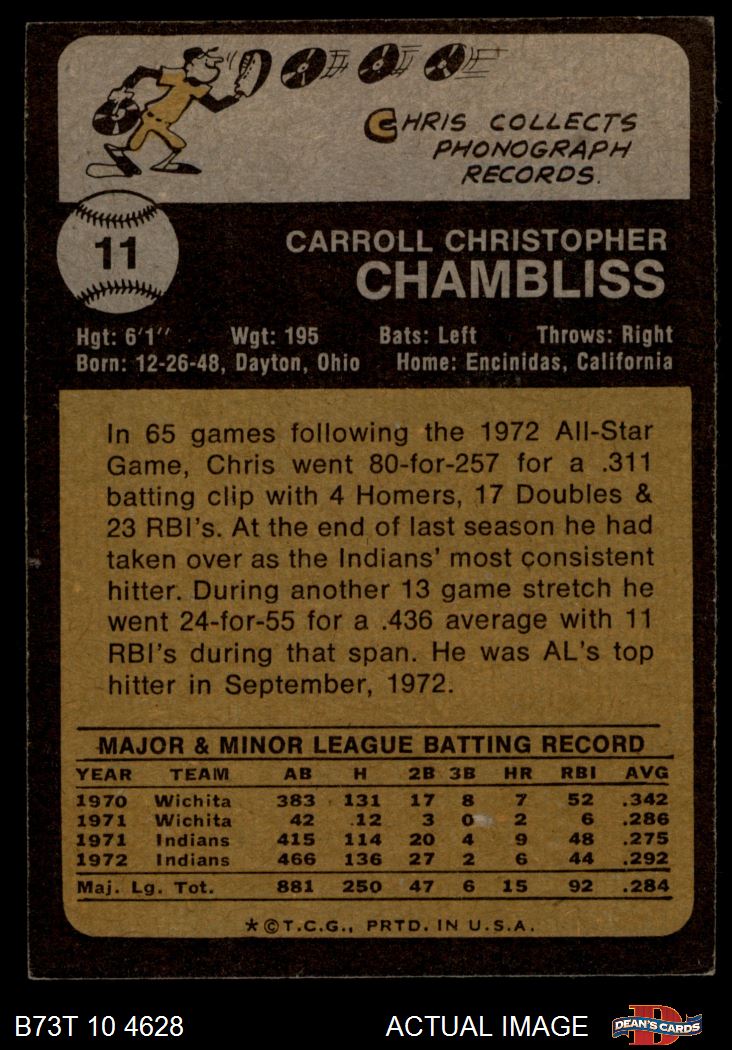 CHRIS COLLECTS
PHONOGRAPH
RECORDS.
11
CARROLL CHRISTOPHER
CHAMBLISS
Hgt: 6'1" Wgt: 195 Bats: Left Throws: Right
Born: 12-26-48, Dayton, Ohio Home: Encinidas, California
In 65 games following the 1972 All-Star
Game, Chris went 80-for-257 for a .311
batting clip with 4 Homers, 17 Doubles &
23 RBI's. At the end of last season he had
taken over as the Indians' most consistent
hitter. During another 13 game stretch he
went 24-for-55 for a .436 average with 11
RBI's during that span. He was AL's top
hitter in September, 1972.
MAJOR & MINOR LEAGUE BATTING RECORD
YEAR TEAM AB H 2B 3B HR RBI AVG
1970 Wichita 383 131 17 8 7 52 .342
1971 Wichita 42 12 3 0 2 6 .286
1971 Indians 415 114 20 4 9 48 .275
1972 Indians 466 136 27 2 6 44 .292
Maj. Lg. Tot. 881 250 47 6 15 92 .284
*©T.C.G., PRTD. IN U.S.A.
B73T 10 4628 ACTUAL IMAGE DEAN'S CARDS